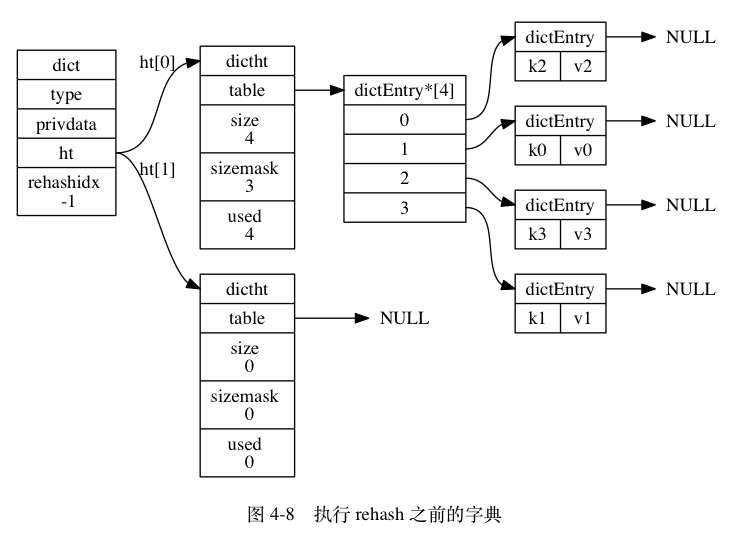 dict
type
privdata
ht
rehashidx
-1
ht[0]
ht[1]
dictht
table
size
4
sizemask
3
used
4
dictht
table
size
0
sizemask
0
used
0
NULL
dictEntry*[4]
0
1
2
3
dictEntry
k2 v2
NULL
dictEntry
k0 v0
NULL
dictEntry
k3 v3
NULL
dictEntry
k1 v1
NULL
图 4-8 执行 rehash 之前的字典